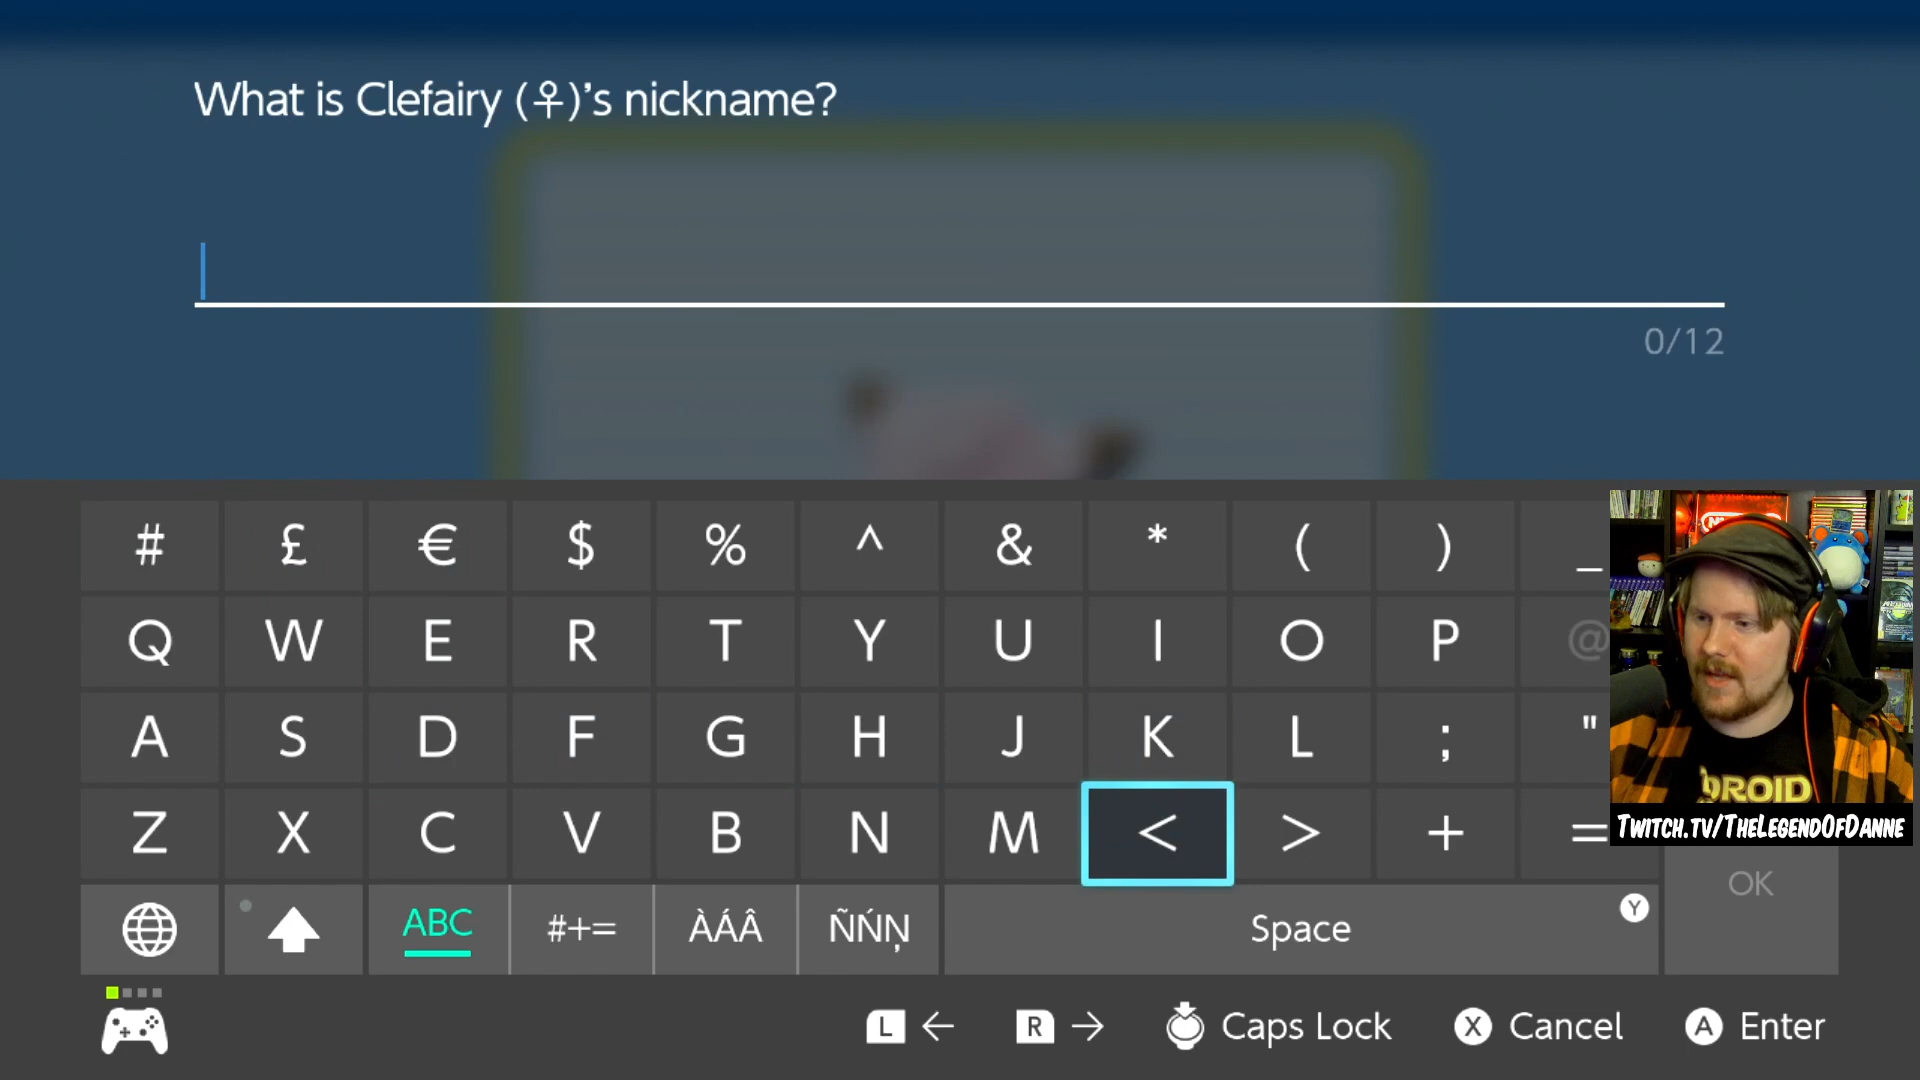 What is Clefairy (♀)'s nickname?
0/12
# £ € $ % ^ & * ( ) _
Q W E R T Y U I O P @
A S D F G H J K L ; "
Z X C V B N M < > + =
ABC #+= ÀÁÂ ÑŃŅ Space Y OK
DROID
Twitch.tv/TheLegendOfDanne
L ← R → Caps Lock X Cancel A Enter